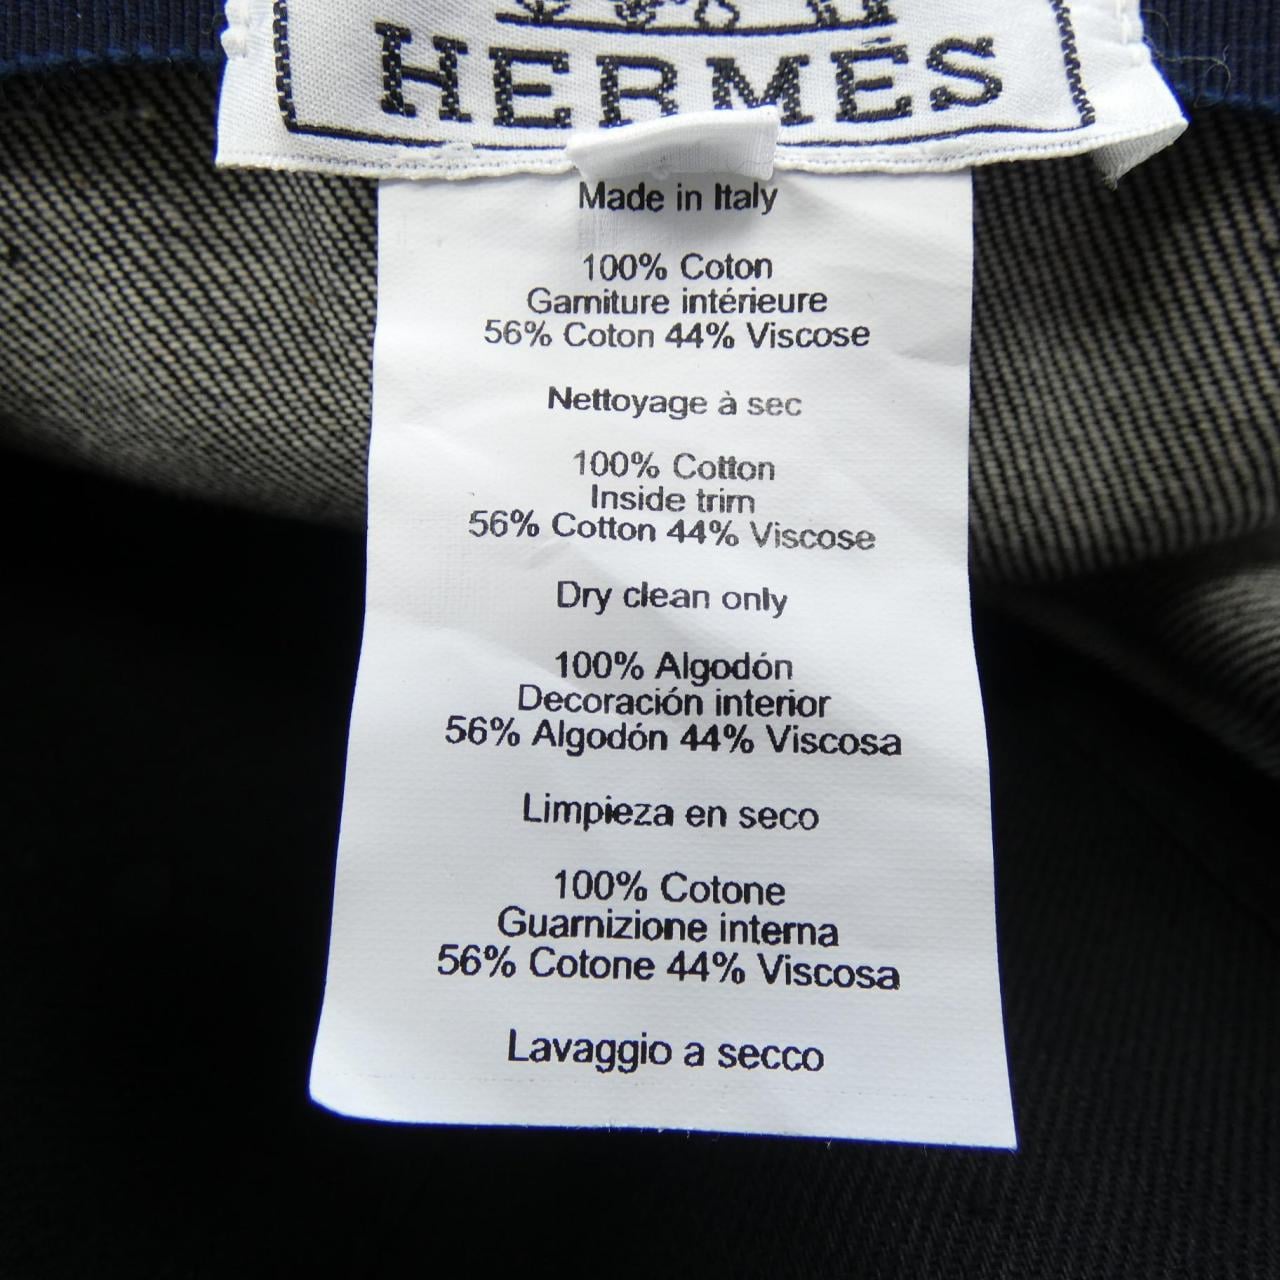 HERMÈS
Made in Italy
100% Coton
Garniture intérieure
56% Coton 44% Viscose
Nettoyage à sec
100% Cotton
Inside trim
56% Cotton 44% Viscose
Dry clean only
100% Algodón
Decoración interior
56% Algodón 44% Viscosa
Limpieza en seco
100% Cotone
Guarnizione interna
56% Cotone 44% Viscosa
Lavaggio a secco